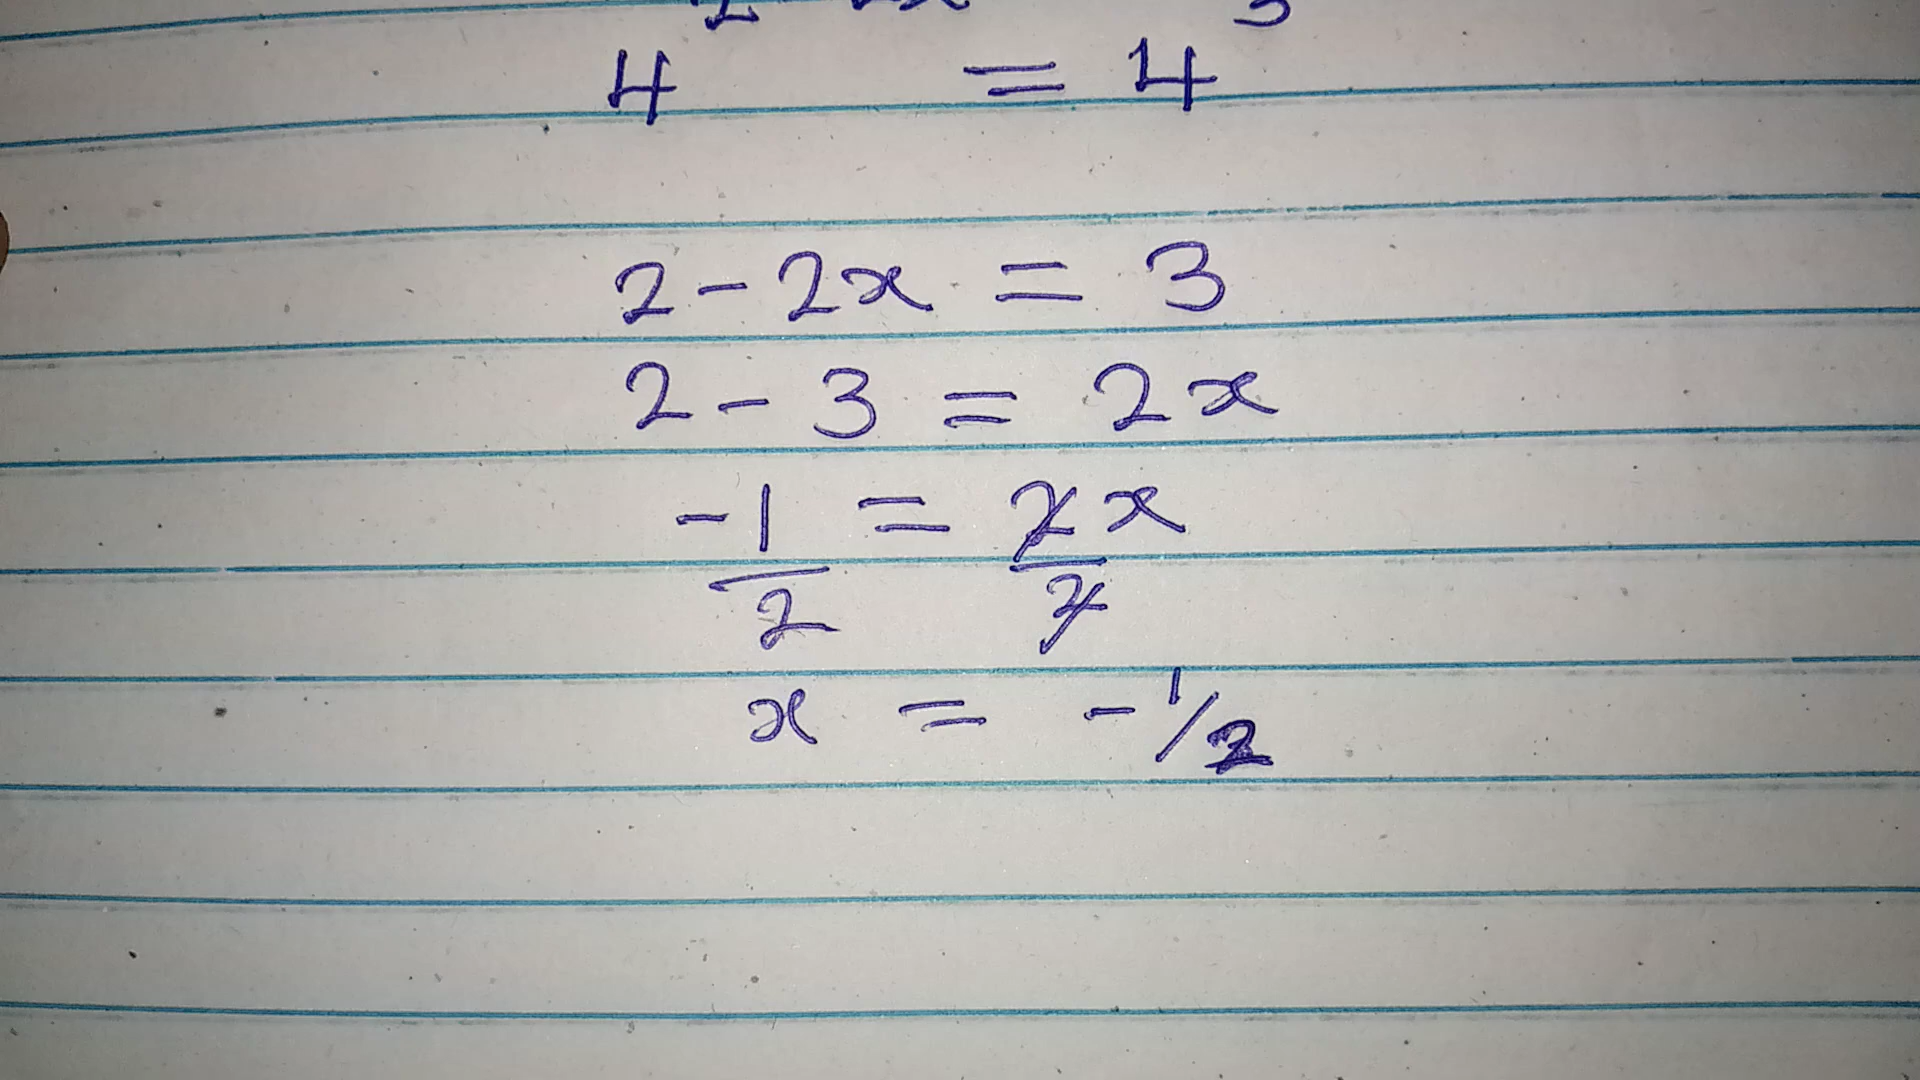 4 = 4
2 - 2x = 3
2 - 3 = 2x
-1/2 = 2x/2
x = -1/2